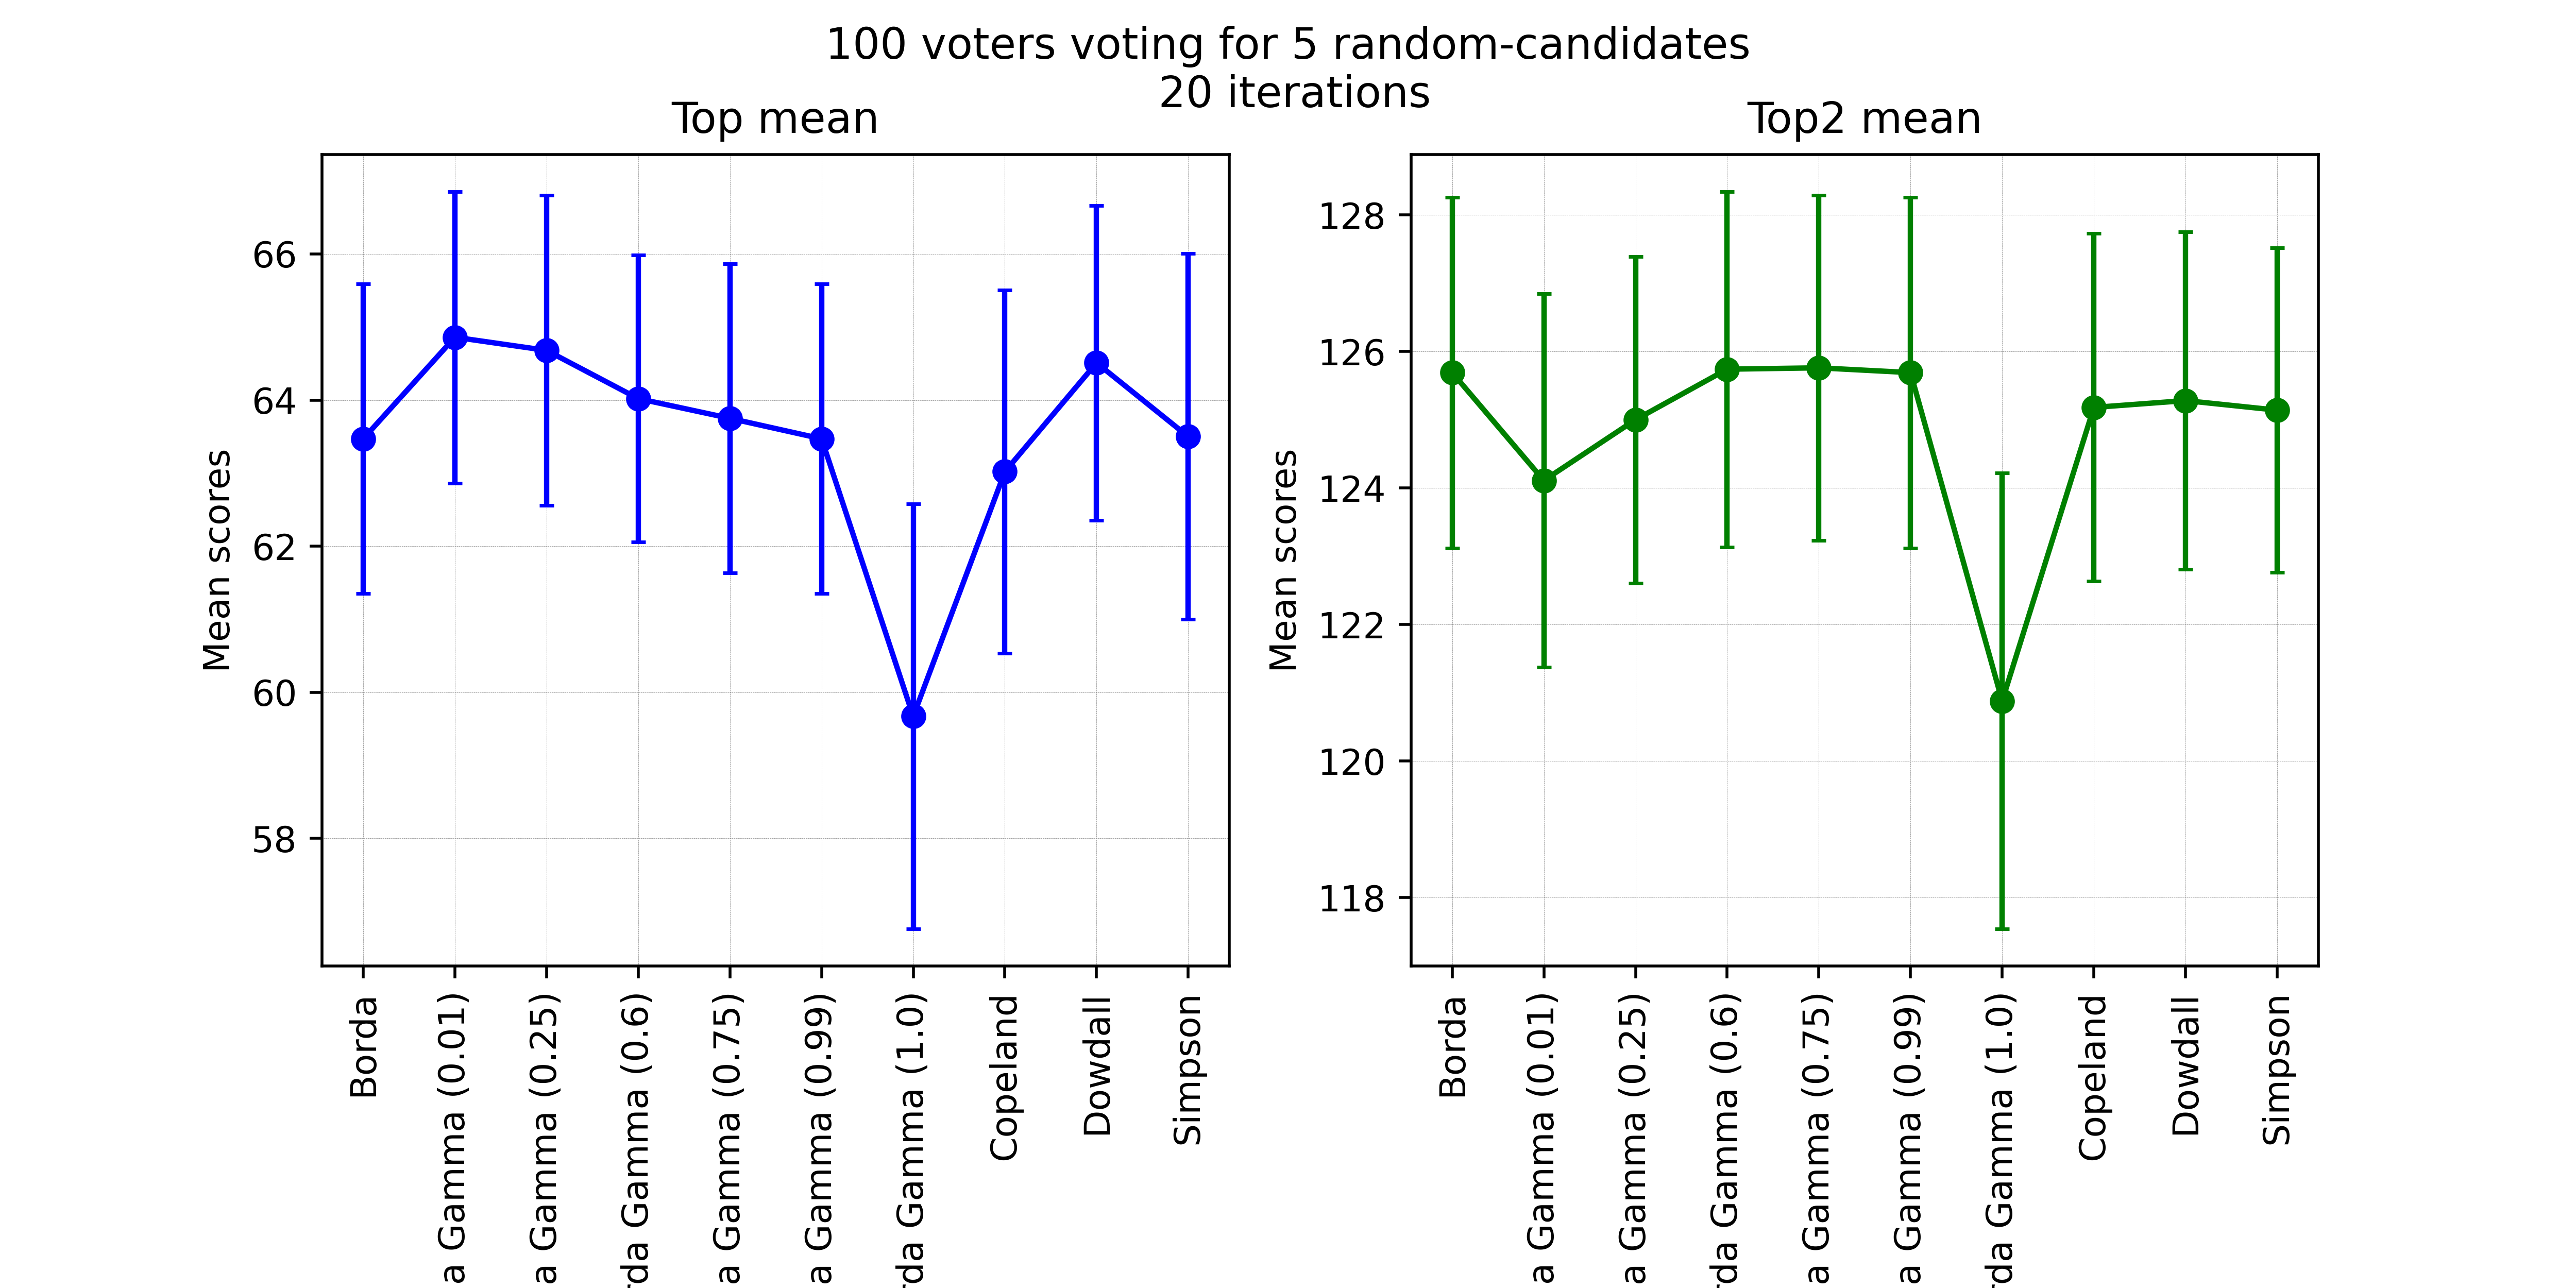 100 voters voting for 5 random-candidates
20 iterations
Top mean
Mean scores
66
64
62
60
58
Borda
a Gamma (0.01)
a Gamma (0.25)
rda Gamma (0.6)
a Gamma (0.75)
a Gamma (0.99)
rda Gamma (1.0)
Copeland
Dowdall
Simpson
Top2 mean
Mean scores
128
126
124
122
120
118
Borda
a Gamma (0.01)
a Gamma (0.25)
rda Gamma (0.6)
a Gamma (0.75)
a Gamma (0.99)
rda Gamma (1.0)
Copeland
Dowdall
Simpson